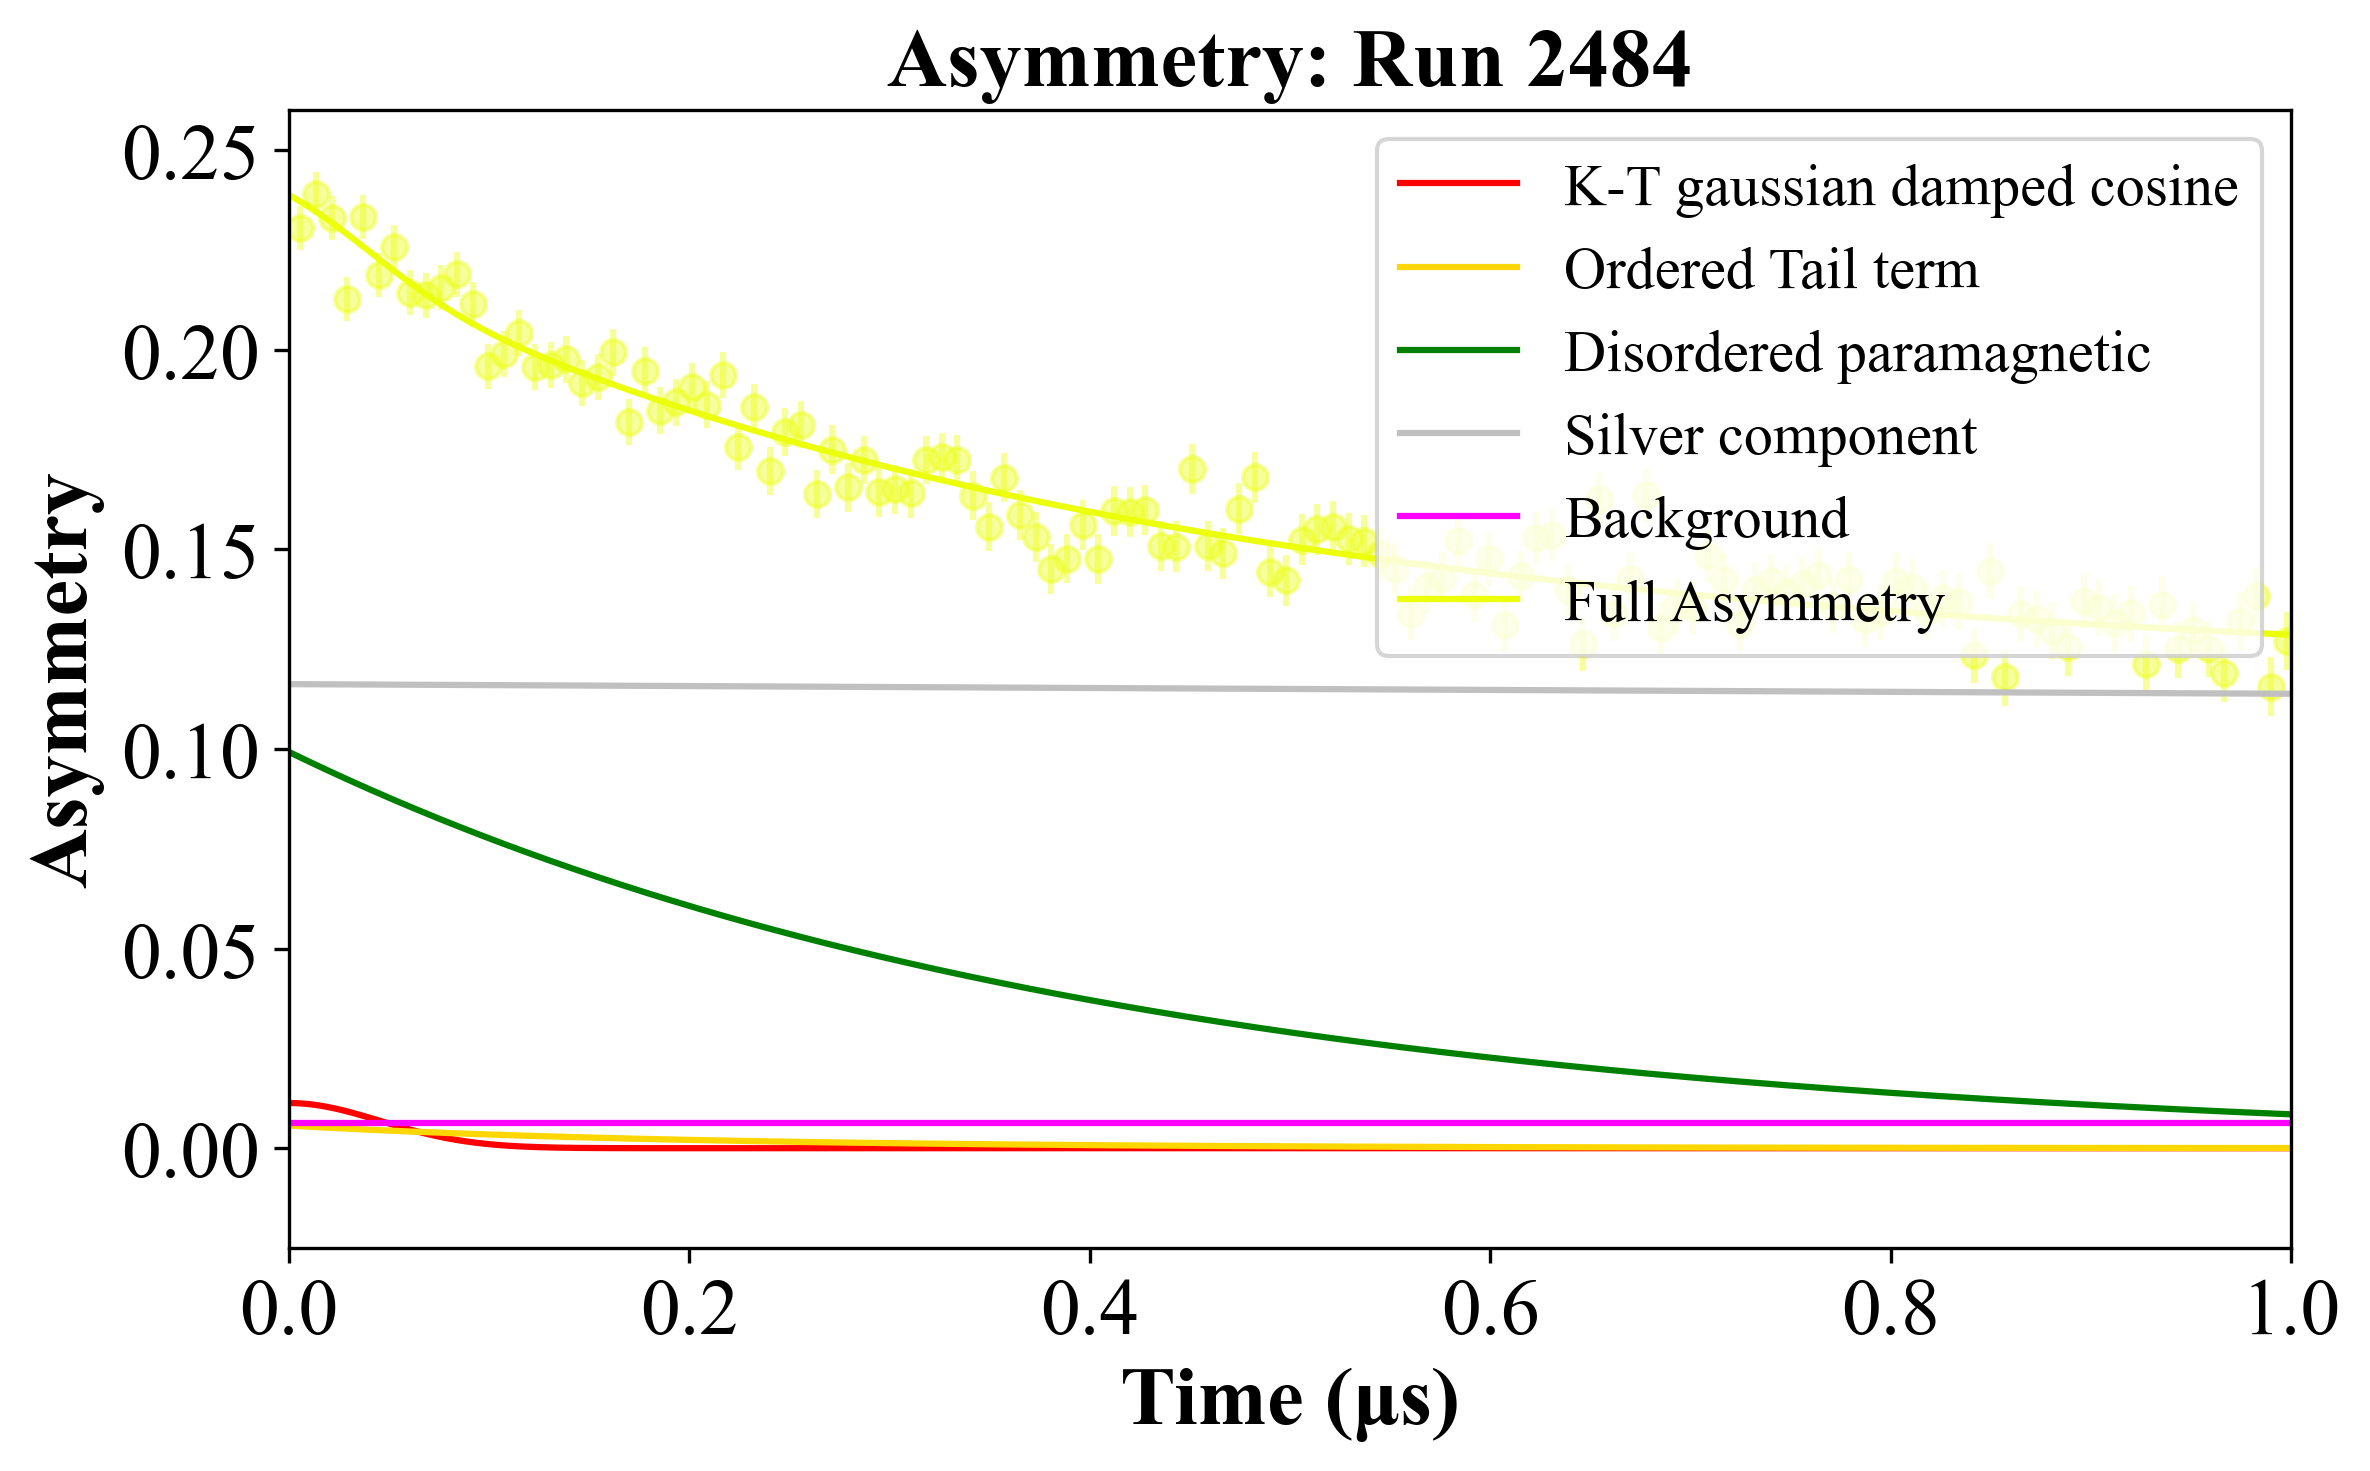 Asymmetry: Run 2484
K-T gaussian damped cosine
Ordered Tail term
Disordered paramagnetic
Silver component
Background
Full Asymmetry
Asymmetry
0.25
0.20
0.15
0.10
0.05
0.00
0.0 0.2 0.4 0.6 0.8 1.0
Time (μs)